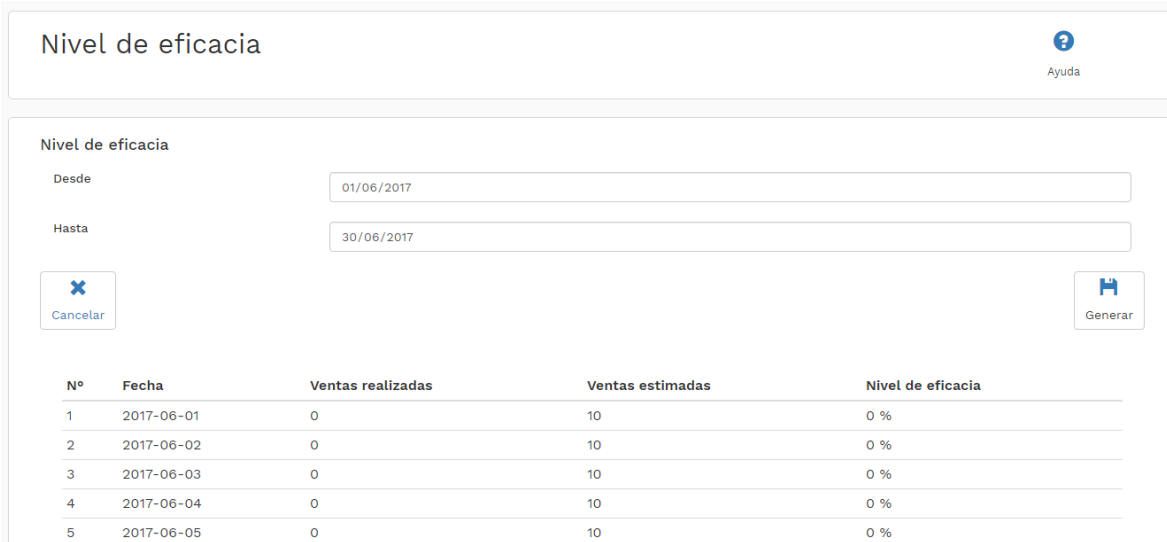 Nivel de eficacia
Ayuda
Nivel de eficacia
Desde
01/06/2017
Hasta
30/06/2017
Cancelar
Generar
Nº Fecha Ventas realizadas Ventas estimadas Nivel de eficacia
1 2017-06-01 0 10 0 %
2 2017-06-02 0 10 0 %
3 2017-06-03 0 10 0 %
4 2017-06-04 0 10 0 %
5 2017-06-05 0 10 0 %